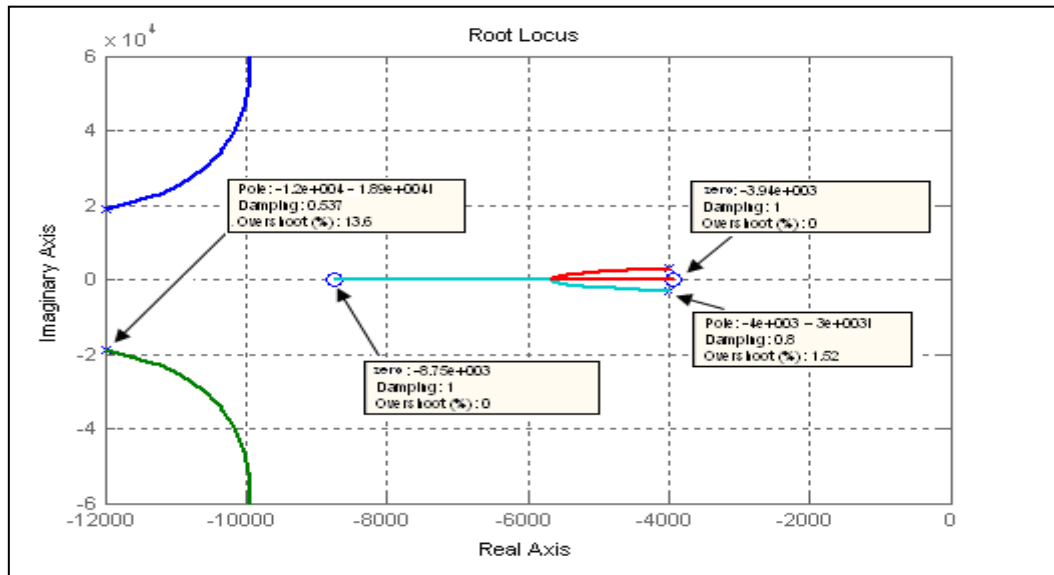 Root Locus
× 10⁴
6
4
2
0
-2
-4
-6
Imaginary Axis
Pole: -1.2e+004 - 1.89e+004i
Damping: 0.537
Overshoot (%): 13.6
zero: -3.94e+003
Damping: 1
Overshoot (%): 0
Pole: -4e+003 - 3e+003i
Damping: 0.8
Overshoot (%): 1.52
zero: -8.75e+003
Damping: 1
Overshoot (%): 0
-12000 -10000 -8000 -6000 -4000 -2000 0
Real Axis